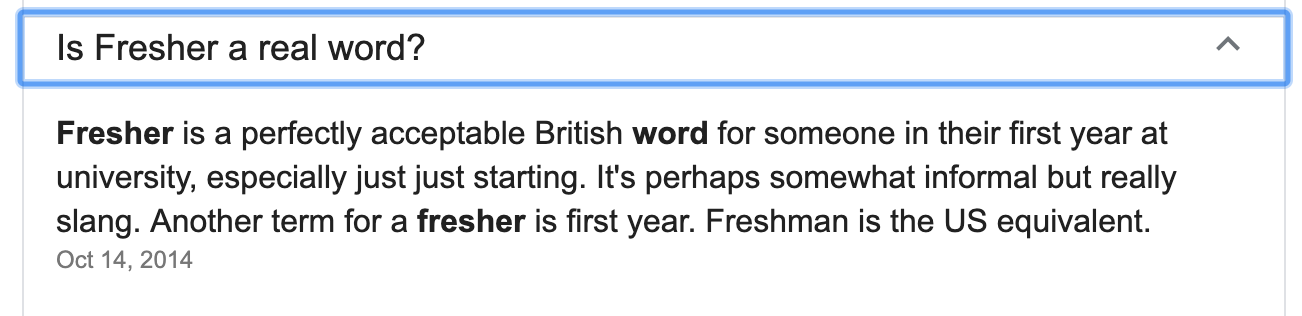 Is Fresher a real word?
Fresher is a perfectly acceptable British word for someone in their first year at
university, especially just just starting. It's perhaps somewhat informal but really
slang. Another term for a fresher is first year. Freshman is the US equivalent.
Oct 14, 2014